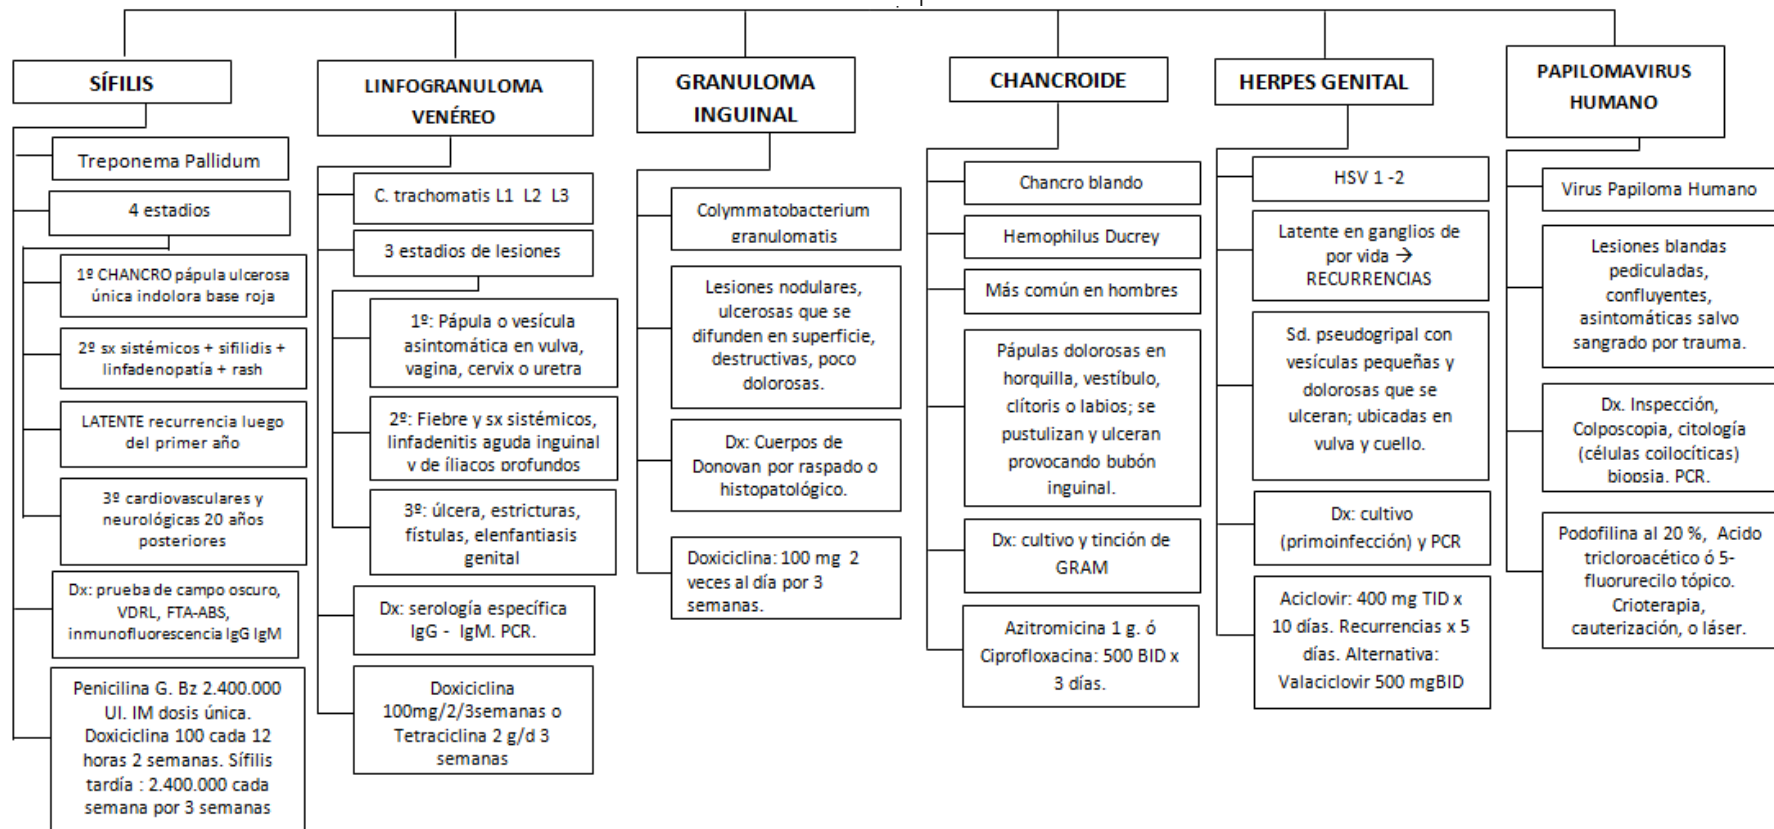 SÍFILIS
Treponema Pallidum
4 estadios
1º CHANCRO pápula ulcerosa
única indolora base roja
2º sx sistémicos + sifilidis +
linfadenopatía + rash
LATENTE recurrencia luego
del primer año
3º cardiovasculares y
neurológicas 20 años
posteriores
Dx: prueba de campo oscuro,
VDRL, FTA-ABS,
inmunofluorescencia IgG IgM
Penicilina G. Bz 2.400.000
UI. IM dosis única.
Doxiciclina 100 cada 12
horas 2 semanas. Sífilis
tardía : 2.400.000 cada
semana por 3 semanas
LINFOGRANULOMA
VENÉREO
C. trachomatis L1 L2 L3
3 estadios de lesiones
1º: Pápula o vesícula
asintomática en vulva,
vagina, cervix o uretra
2º: Fiebre y sx sistémicos,
linfadenitis aguda inguinal
y de íliacos profundos
3º: úlcera, estricturas,
fístulas, elenfantiasis
genital
Dx: serología específica
IgG - IgM. PCR.
Doxiciclina
100mg/2/3semanas o
Tetraciclina 2 g/d 3
semanas
GRANULOMA
INGUINAL
Colymmatobacterium
granulomatis
Lesiones nodulares,
ulcerosas que se
difunden en superficie,
destructivas, poco
dolorosas.
Dx: Cuerpos de
Donovan por raspado o
histopatológico.
Doxiciclina: 100 mg 2
veces al día por 3
semanas.
CHANCROIDE
Chancro blando
Hemophilus Ducrey
Más común en hombres
Pápulas dolorosas en
horquilla, vestíbulo,
clítoris o labios; se
pustulizan y ulceran
provocando bubón
inguinal.
Dx: cultivo y tinción de
GRAM
Azitromicina 1 g. ó
Ciprofloxacina: 500 BID x
3 días.
HERPES GENITAL
HSV 1 -2
Latente en ganglios de
por vida →
RECURRENCIAS
Sd. pseudogripal con
vesículas pequeñas y
dolorosas que se
ulceran; ubicadas en
vulva y cuello.
Dx: cultivo
(primoinfección) y PCR
Aciclovir: 400 mg TID x
10 días. Recurrencias x 5
días. Alternativa:
Valaciclovir 500 mgBID
PAPILOMAVIRUS
HUMANO
Virus Papiloma Humano
Lesiones blandas
pediculadas,
confluyentes,
asintomáticas salvo
sangrado por trauma.
Dx. Inspección,
Colposcopia, citología
(células coilocíticas)
biopsia. PCR.
Podofilina al 20 %, Acido
tricloroacético ó 5-
fluorurecilo tópico.
Crioterapia,
cauterización, o láser.